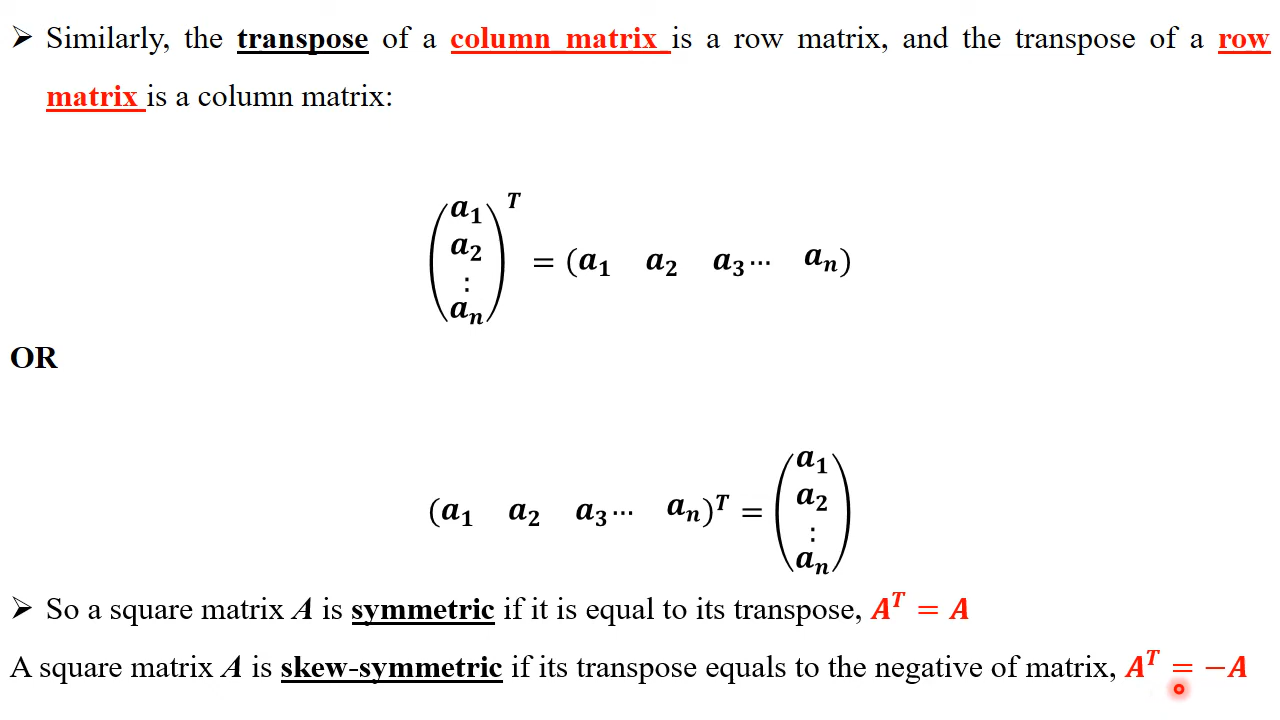 ➤ Similarly, the transpose of a column matrix is a row matrix, and the transpose of a row
matrix is a column matrix:
(a₁ a₂ ⋮ aₙ)ᵀ = (a₁ a₂ a₃ ⋯ aₙ)
OR
(a₁ a₂ a₃ ⋯ aₙ)ᵀ = (a₁ a₂ ⋮ aₙ)
➤ So a square matrix A is symmetric if it is equal to its transpose, Aᵀ = A
A square matrix A is skew-symmetric if its transpose equals to the negative of matrix, Aᵀ = −A